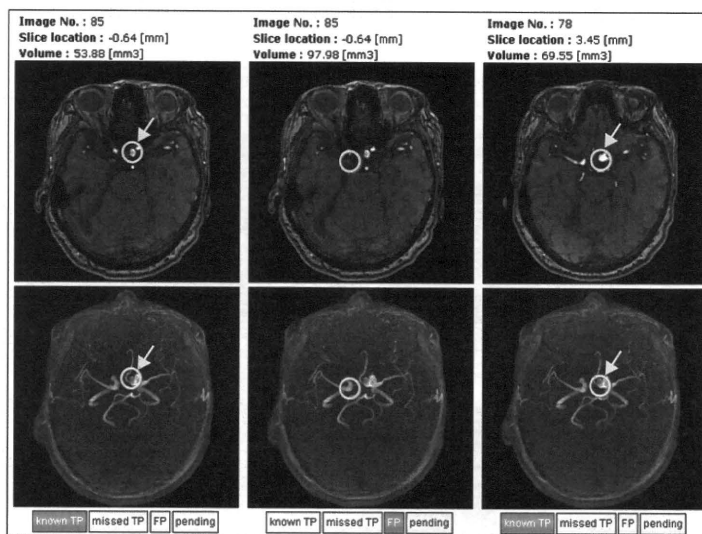 Image No. : 85
Slice location : -0.64 [mm]
Volume : 53.88 [mm3]
Image No. : 85
Slice location : -0.64 [mm]
Volume : 97.98 [mm3]
Image No. : 78
Slice location : 3.45 [mm]
Volume : 69.55 [mm3]
known TP missed TP FP pending
known TP missed TP FP pending
known TP missed TP FP pending